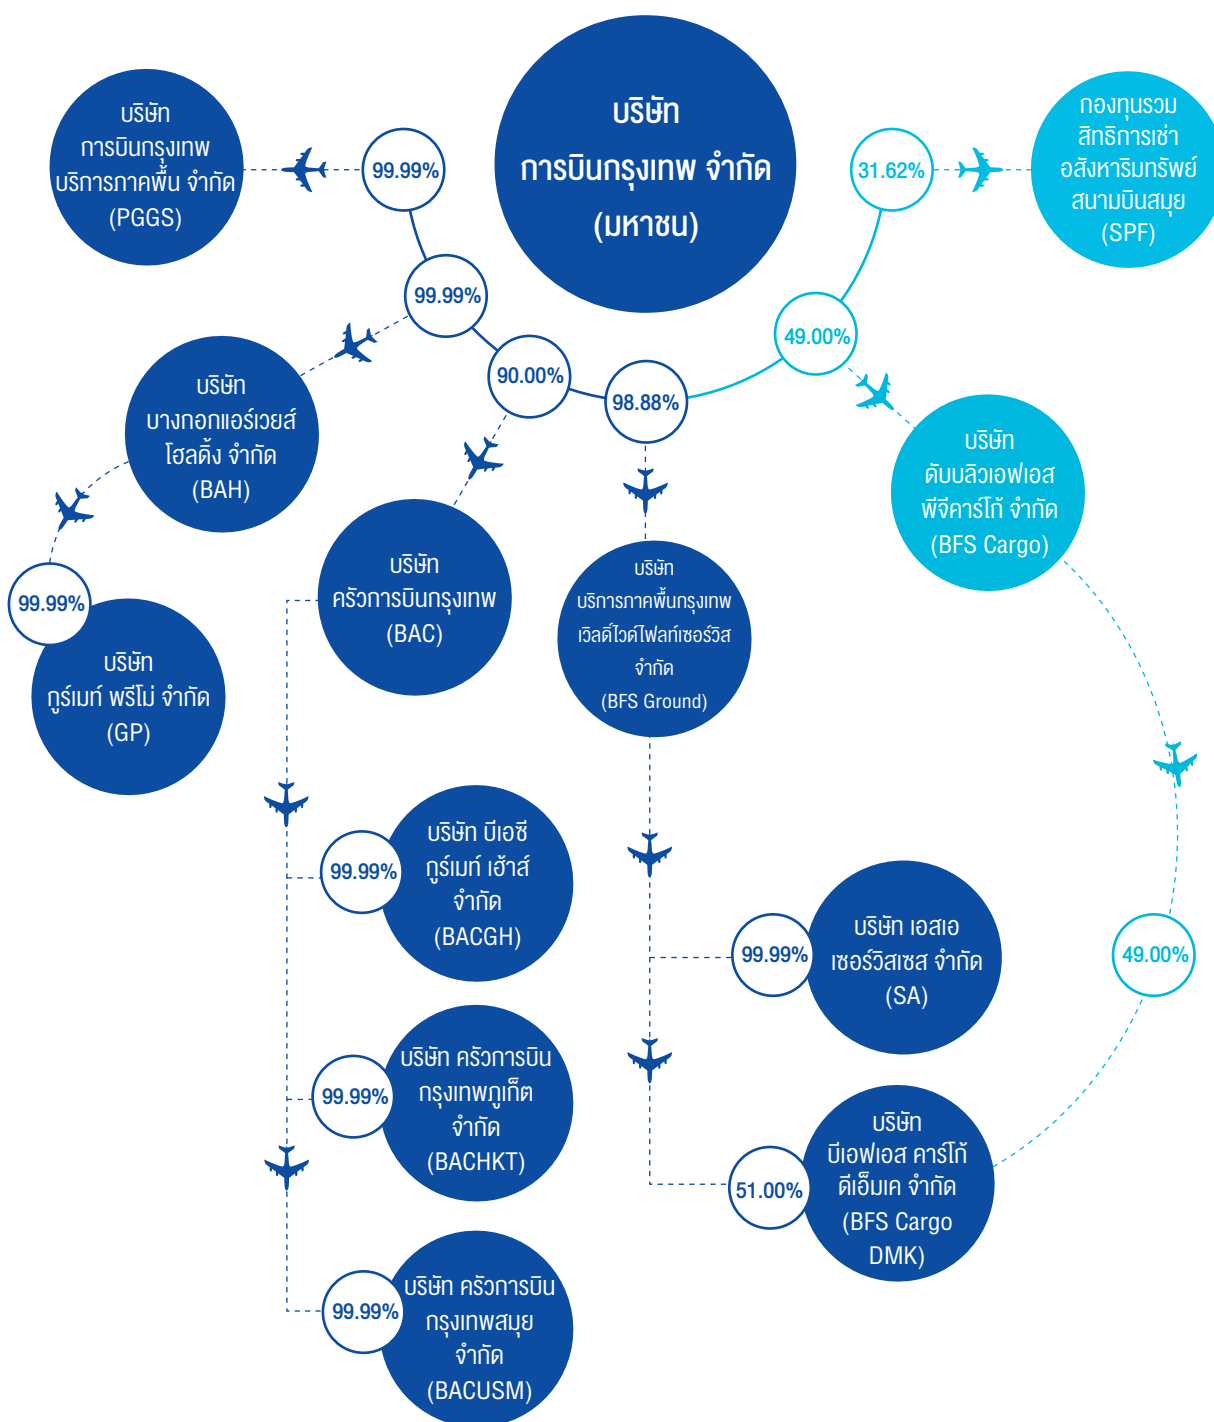 บริษัท
การบินกรุงเทพ จำกัด
(มหาชน)
บริษัท
การบินกรุงเทพ
บริการภาคพื้น จำกัด
(PGGS)
99.99%
31.62%
กองทุนรวม
สิทธิการเช่า
อสังหาริมทรัพย์
สนามบินสมุย
(SPF)
99.99%
90.00%
98.88%
49.00%
บริษัท
บางกอกแอร์เวยส์
โฮลดิ้ง จำกัด
(BAH)
บริษัท
ดับบลิวเอฟเอส
พีจีคาร์โก้ จำกัด
(BFS Cargo)
99.99%
บริษัท
กูร์เมท์ พรีโม่ จำกัด
(GP)
บริษัท
ครัวการบินกรุงเทพ
(BAC)
บริษัท
บริการภาคพื้นกรุงเทพ
เวิลด์ไวด์ไฟลท์เซอร์วิส
จำกัด
(BFS Ground)
99.99%
บริษัท บีเอซี
กูร์เมท์ เฮ้าส์
จำกัด
(BACGH)
99.99%
บริษัท เอสเอ
เซอร์วิสเซส จำกัด
(SA)
49.00%
99.99%
บริษัท ครัวการบิน
กรุงเทพภูเก็ต
จำกัด
(BACHKT)
51.00%
บริษัท
บีเอฟเอส คาร์โก้
ดีเอ็มเค จำกัด
(BFS Cargo
DMK)
99.99%
บริษัท ครัวการบิน
กรุงเทพสมุย
จำกัด
(BACUSM)